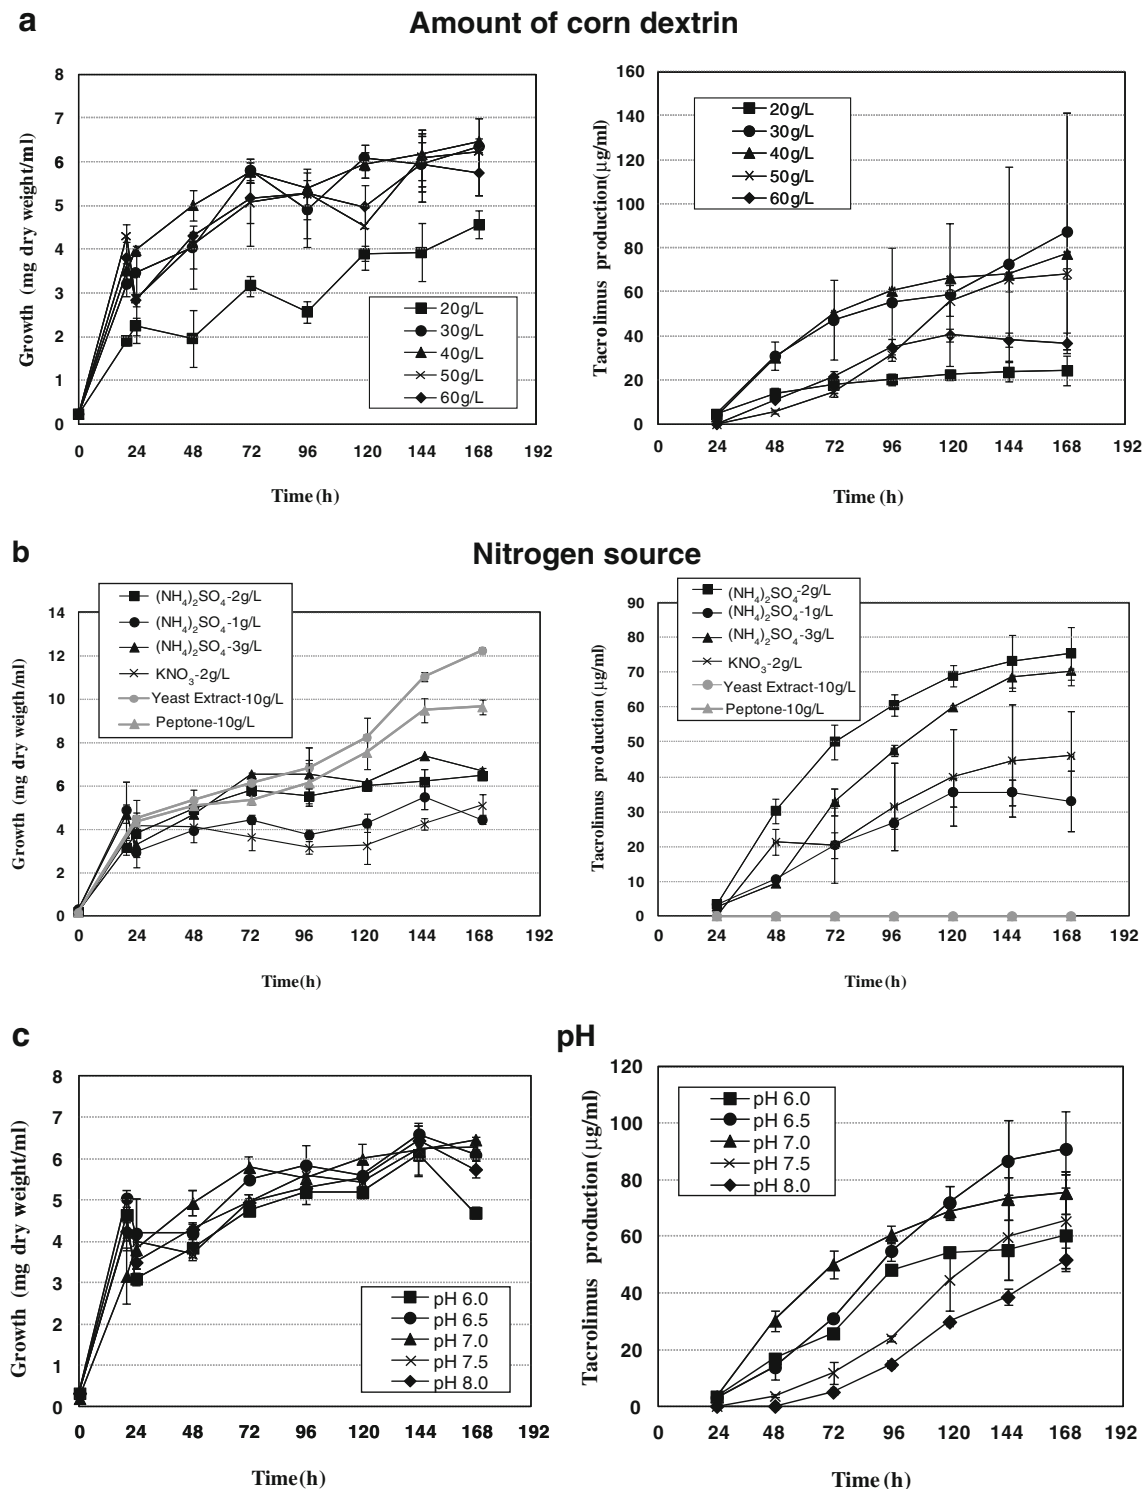 a
Amount of corn dextrin
Growth (mg dry weight/ml)
8
7
6
5
4
3
2
1
0
20g/L
30g/L
40g/L
50g/L
60g/L
0 24 48 72 96 120 144 168 192
Time (h)
Tacrolimus production(μg/ml)
160
140
120
100
80
60
40
20
0
20g/L
30g/L
40g/L
50g/L
60g/L
0 24 48 72 96 120 144 168 192
Time (h)
b
Nitrogen source
Growth (mg dry weigth/ml)
14
12
10
8
6
4
2
0
(NH4)2SO4-2g/L
(NH4)2SO4-1g/L
(NH4)2SO4-3g/L
KNO3-2g/L
Yeast Extract-10g/L
Peptone-10g/L
0 24 48 72 96 120 144 168 192
Time(h)
Tacrolimus production (μg/ml)
90
80
70
60
50
40
30
20
10
0
(NH4)2SO4-2g/L
(NH4)2SO4-1g/L
(NH4)2SO4-3g/L
KNO3-2g/L
Yeast Extract-10g/L
Peptone-10g/L
0 24 48 72 96 120 144 168 192
Time (h)
c
pH
Growth (mg dry weight/ml)
8
7
6
5
4
3
2
1
0
pH 6.0
pH 6.5
pH 7.0
pH 7.5
pH 8.0
0 24 48 72 96 120 144 168 192
Time (h)
Tacrolimus production (μg/ml)
120
100
80
60
40
20
0
pH 6.0
pH 6.5
pH 7.0
pH 7.5
pH 8.0
0 24 48 72 96 120 144 168 192
Time (h)